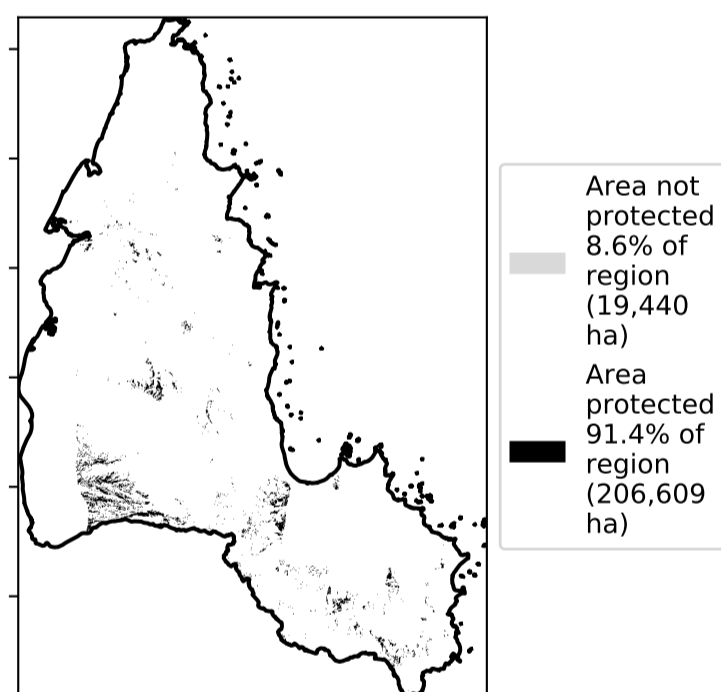 Area not
protected
8.6% of
region
(19,440
ha)
Area
protected
91.4% of
region
(206,609
ha)